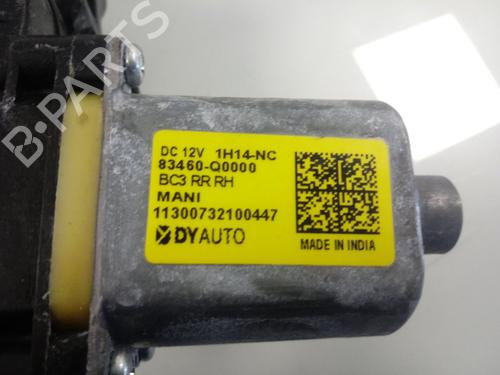 B-PARTS
DC 12V 1H14-NC
83460-Q0000
BC3 RR RH
MANI
11300732100447
DYAUTO
MADE IN INDIA